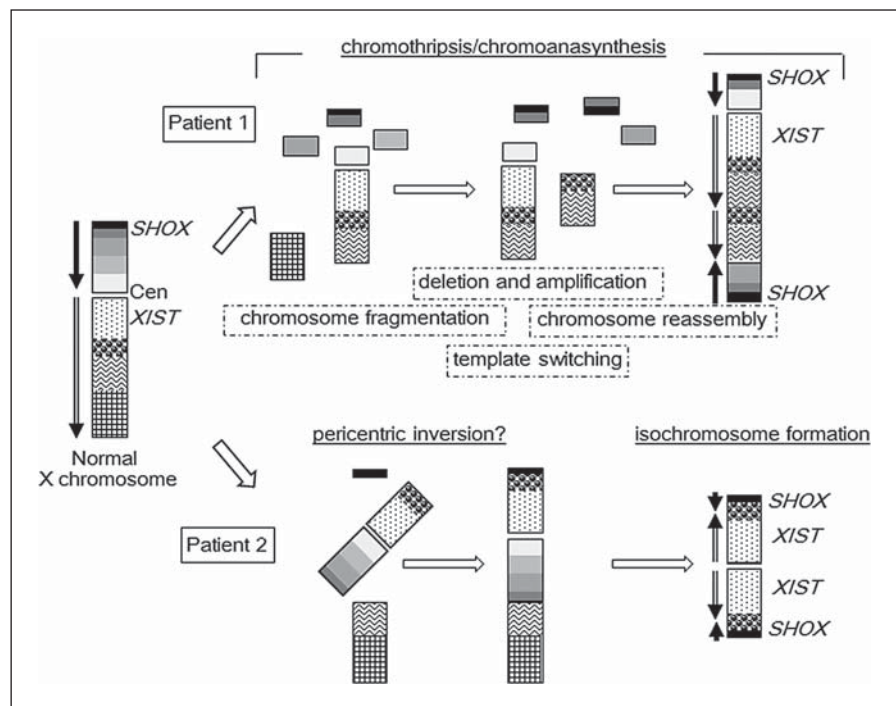 chromothripsis/chromoanasynthesis
SHOX
Patient 1
XIST
SHOX
Cen
XIST
deletion and amplification
SHOX
chromosome fragmentation
chromosome reassembly
template switching
Normal
X chromosome
pericentric inversion?
isochromosome formation
SHOX
Patient 2
XIST
XIST
SHOX